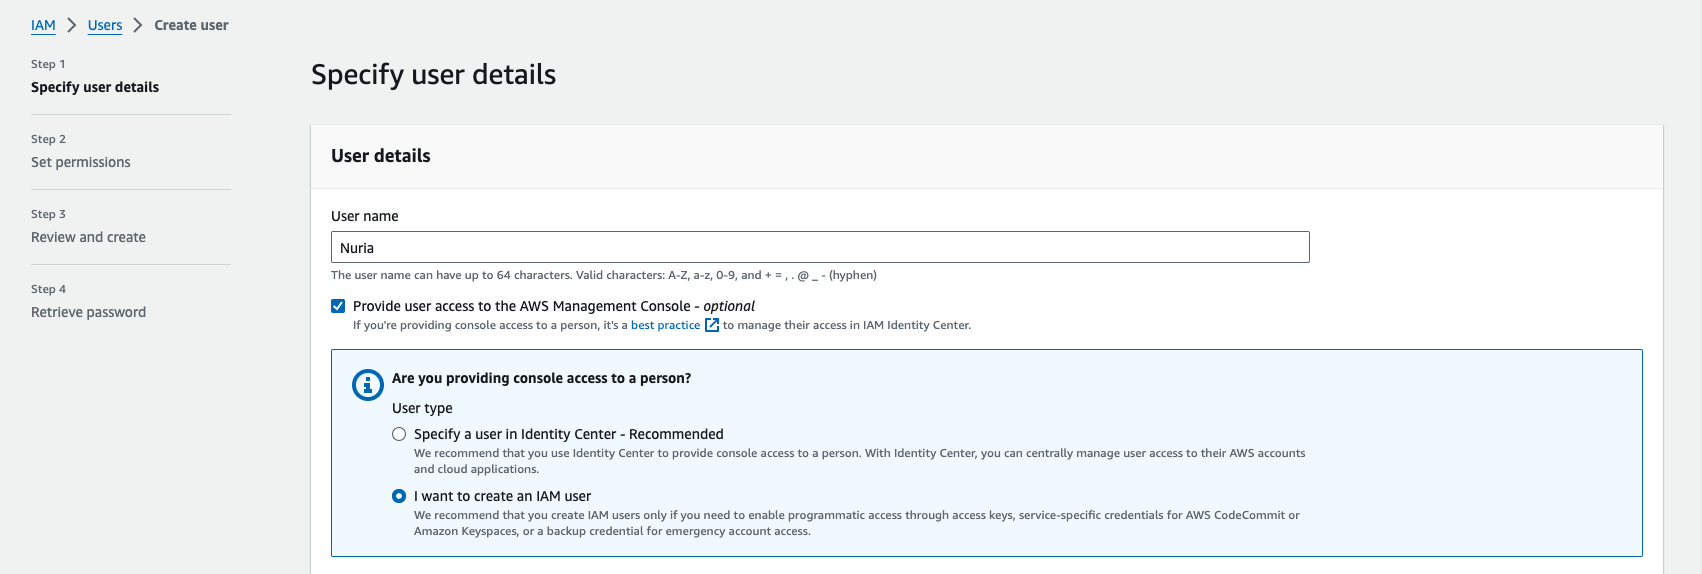 IAM > Users > Create user
Step 1
Specify user details
Step 2
Set permissions
Step 3
Review and create
Step 4
Retrieve password
Specify user details
User details
User name
Nuria
The user name can have up to 64 characters. Valid characters: A-Z, a-z, 0-9, and + = , . @ _ - (hyphen)
Provide user access to the AWS Management Console - optional
If you're providing console access to a person, it's a best practice to manage their access in IAM Identity Center.
Are you providing console access to a person?
User type
Specify a user in Identity Center - Recommended
We recommend that you use Identity Center to provide console access to a person. With Identity Center, you can centrally manage user access to their AWS accounts
and cloud applications.
I want to create an IAM user
We recommend that you create IAM users only if you need to enable programmatic access through access keys, service-specific credentials for AWS CodeCommit or
Amazon Keyspaces, or a backup credential for emergency account access.